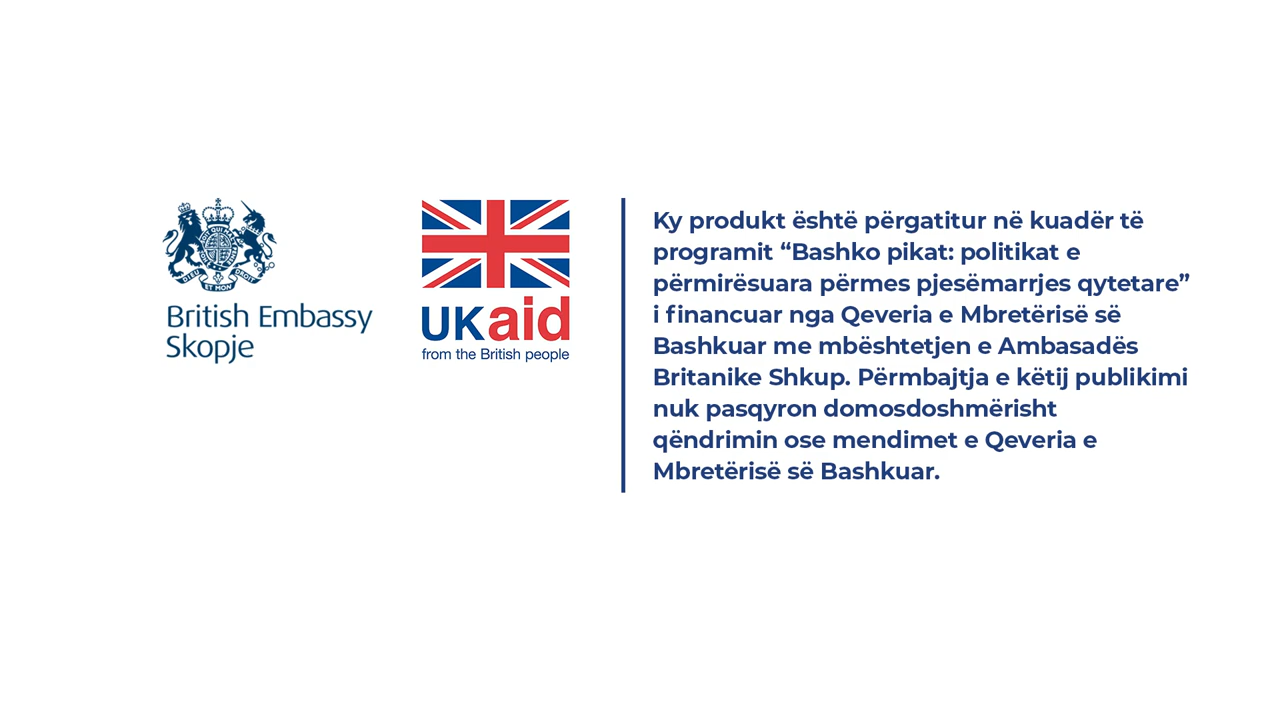 British Embassy
Skopje
UKaid
from the British people
Ky produkt është përgatitur në kuadër të
programit “Bashko pikat: politikat e
përmirësuara përmes pjesëmarrjes qytetare”
i financuar nga Qeveria e Mbretërisë së
Bashkuar me mbështetjen e Ambasadës
Britanike Shkup. Përmbajtja e këtij publikimi
nuk pasqyron domosdoshmërisht
qëndrimin ose mendimet e Qeveria e
Mbretërisë së Bashkuar.